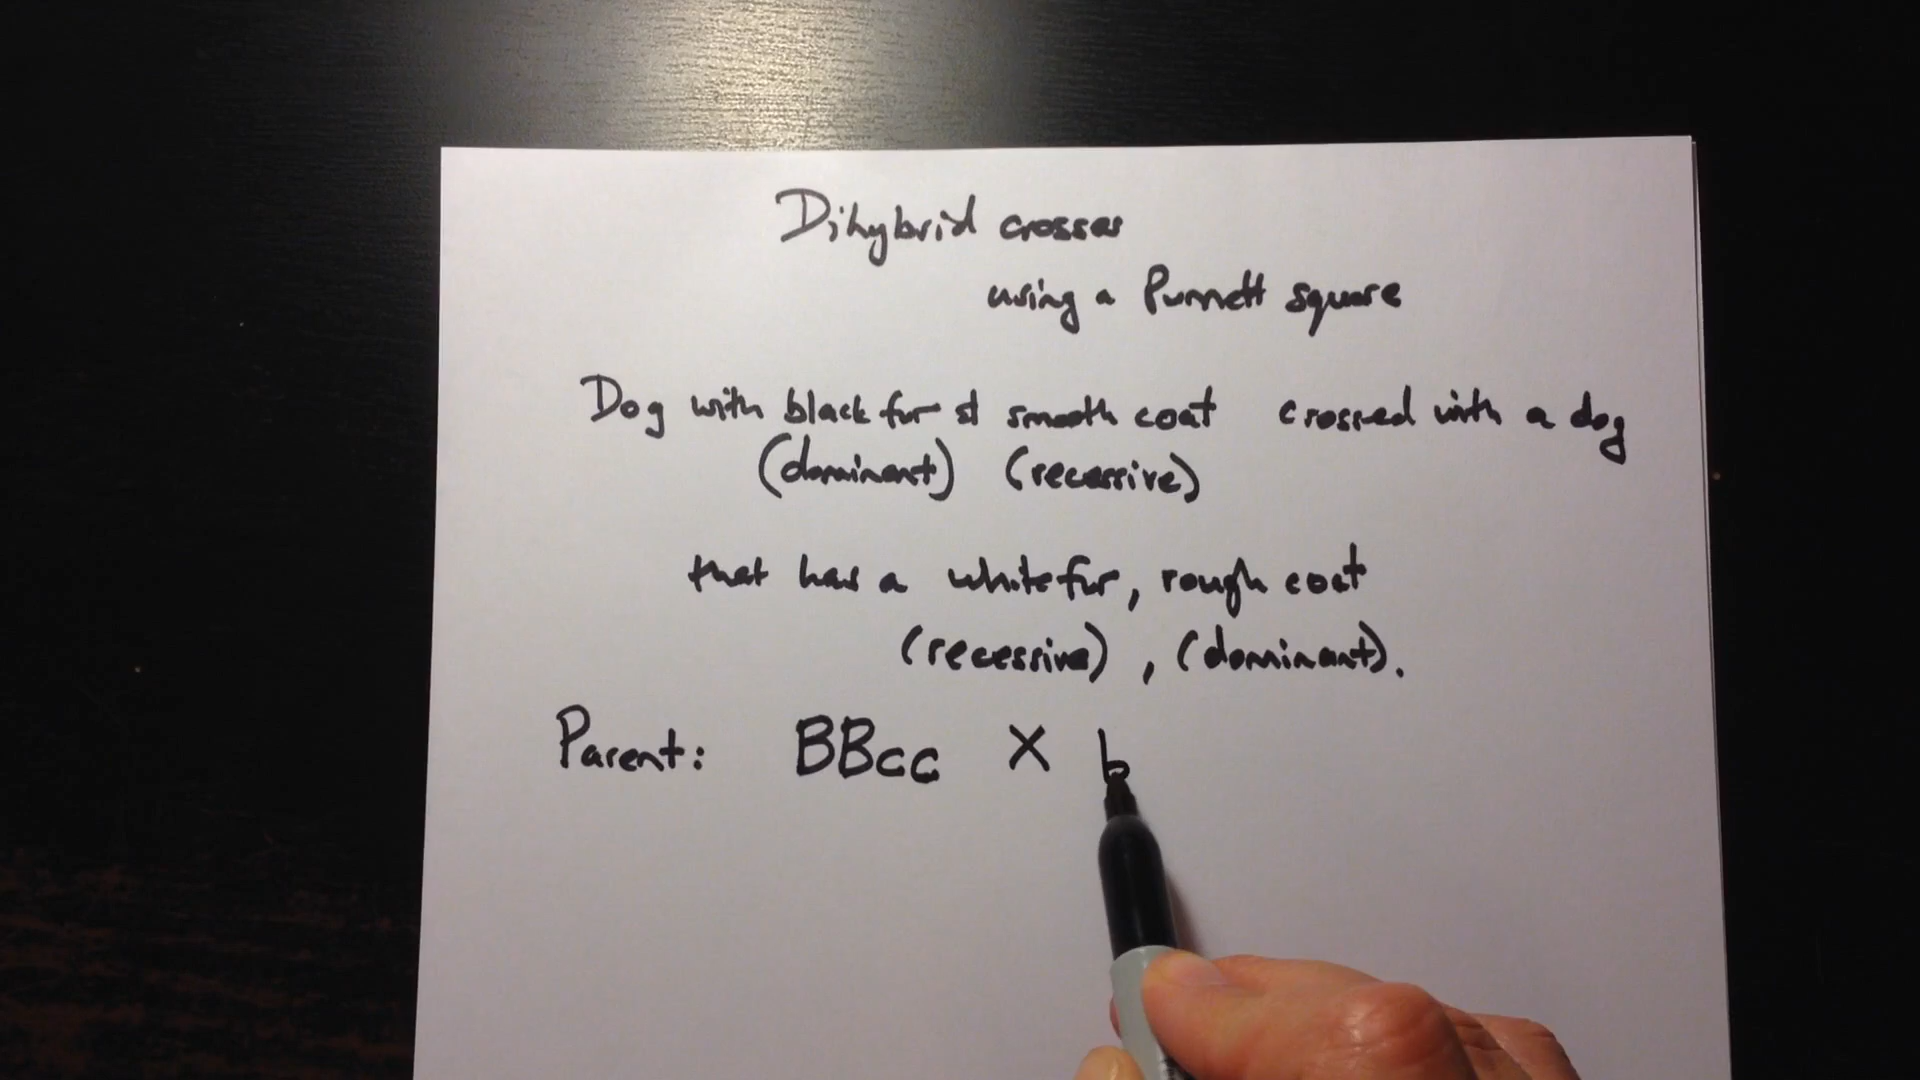 Dihybrid crosses
using a Punnett square
Dog with black fur & smooth coat crossed with a dog
(dominant) (recessive)
that has a white fur, rough coat
(recessive), (dominant).
Parent: BBcc X b